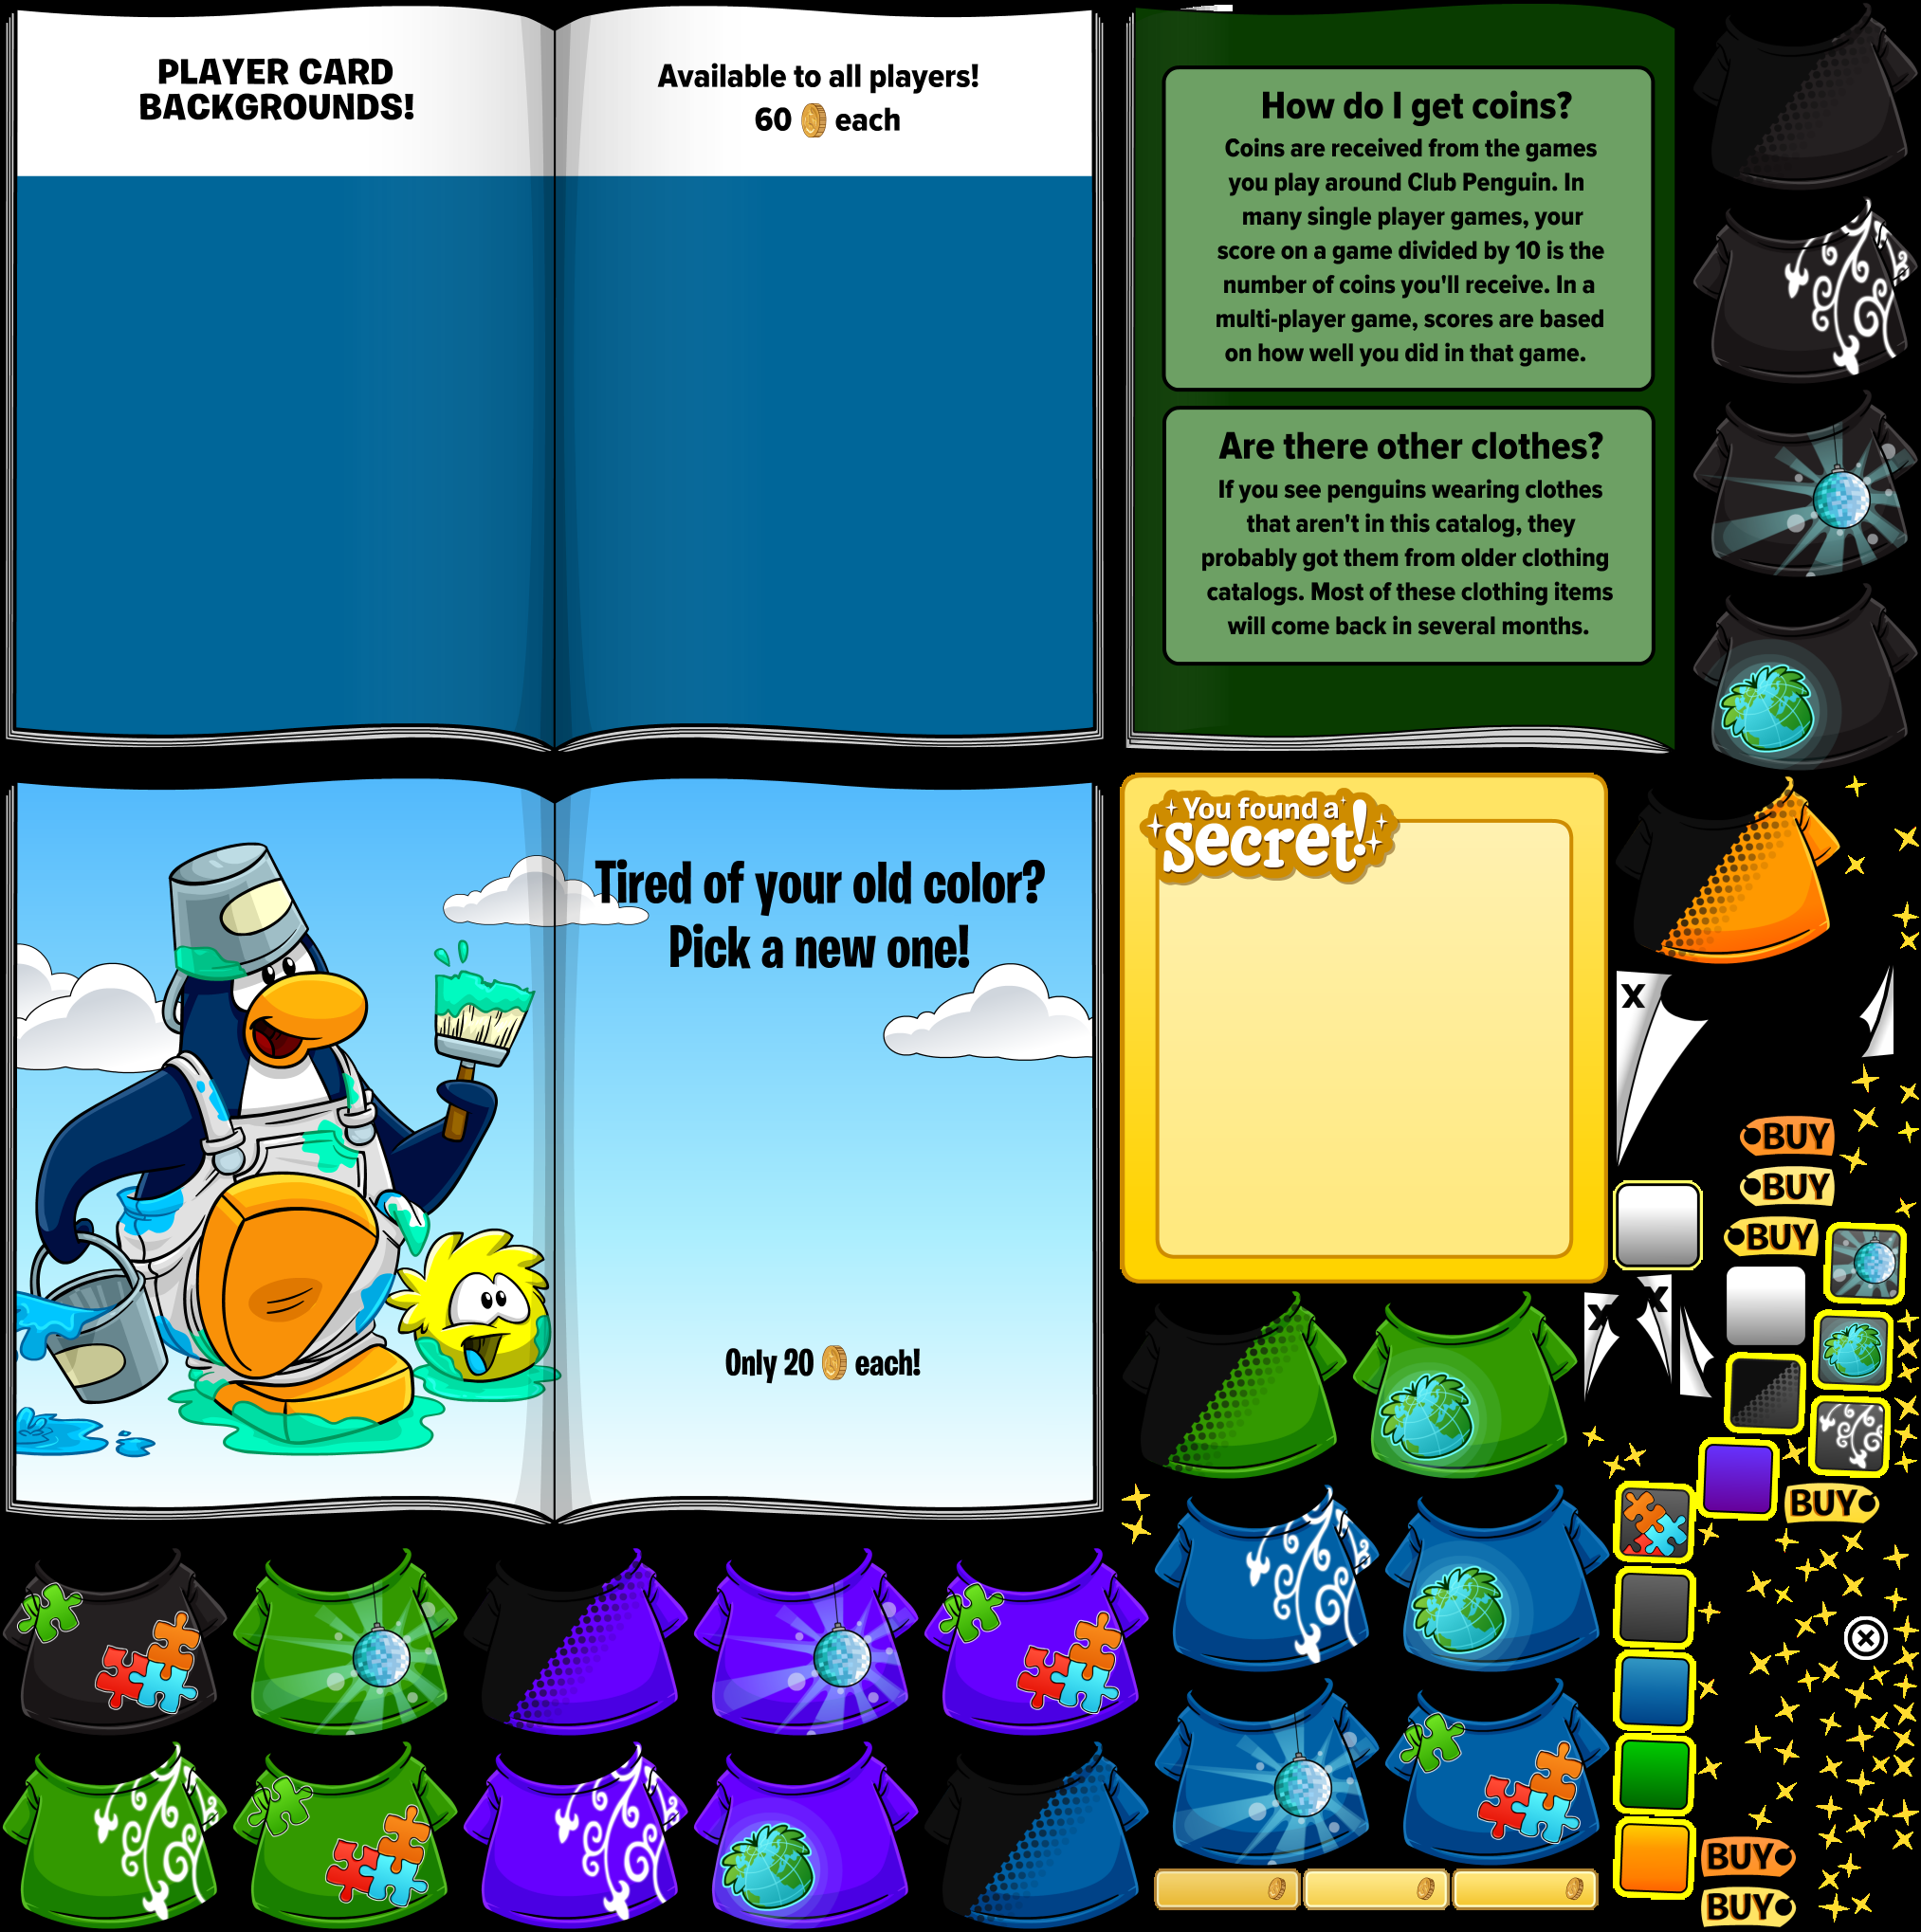 PLAYER CARD
BACKGROUNDS!
Available to all players!
60 each
How do I get coins?
Coins are received from the games
you play around Club Penguin. In
many single player games, your
score on a game divided by 10 is the
number of coins you'll receive. In a
multi-player game, scores are based
on how well you did in that game.
Are there other clothes?
If you see penguins wearing clothes
that aren't in this catalog, they
probably got them from older clothing
catalogs. Most of these clothing items
will come back in several months.
Tired of your old color?
Pick a new one!
Only 20 each!
You found a
secret!
X
BUY
BUY
BUY
X
X
BUY
BUY
BUY